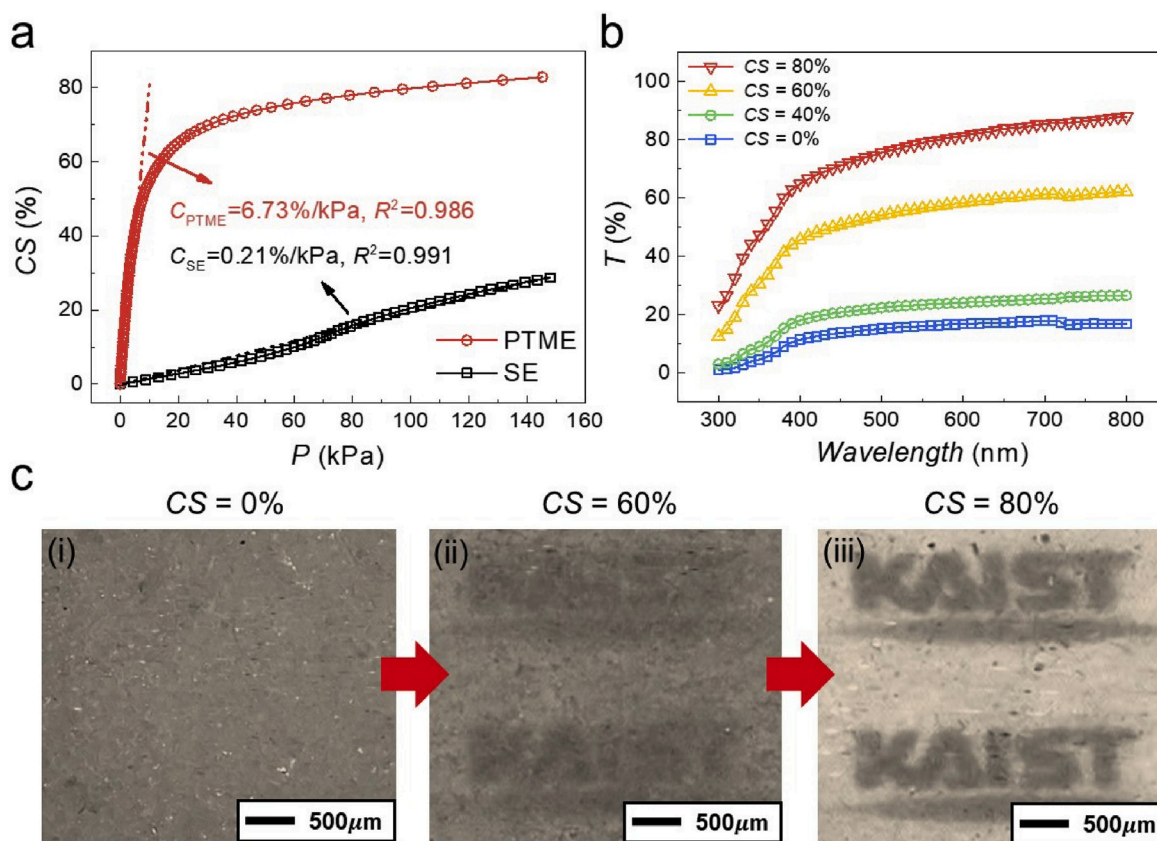 a
80
60
40
20
0
CS (%)
C_PTME=6.73%/kPa, R²=0.986
C_SE=0.21%/kPa, R²=0.991
PTME
SE
0 20 40 60 80 100 120 140 160
P (kPa)
b
CS = 80%
CS = 60%
CS = 40%
CS = 0%
100
80
60
40
20
0
T (%)
300 400 500 600 700 800
Wavelength (nm)
c
CS = 0%
CS = 60%
CS = 80%
(i)
(ii)
(iii)
KAIST
KAIST
KAIST
500μm
500μm
500μm